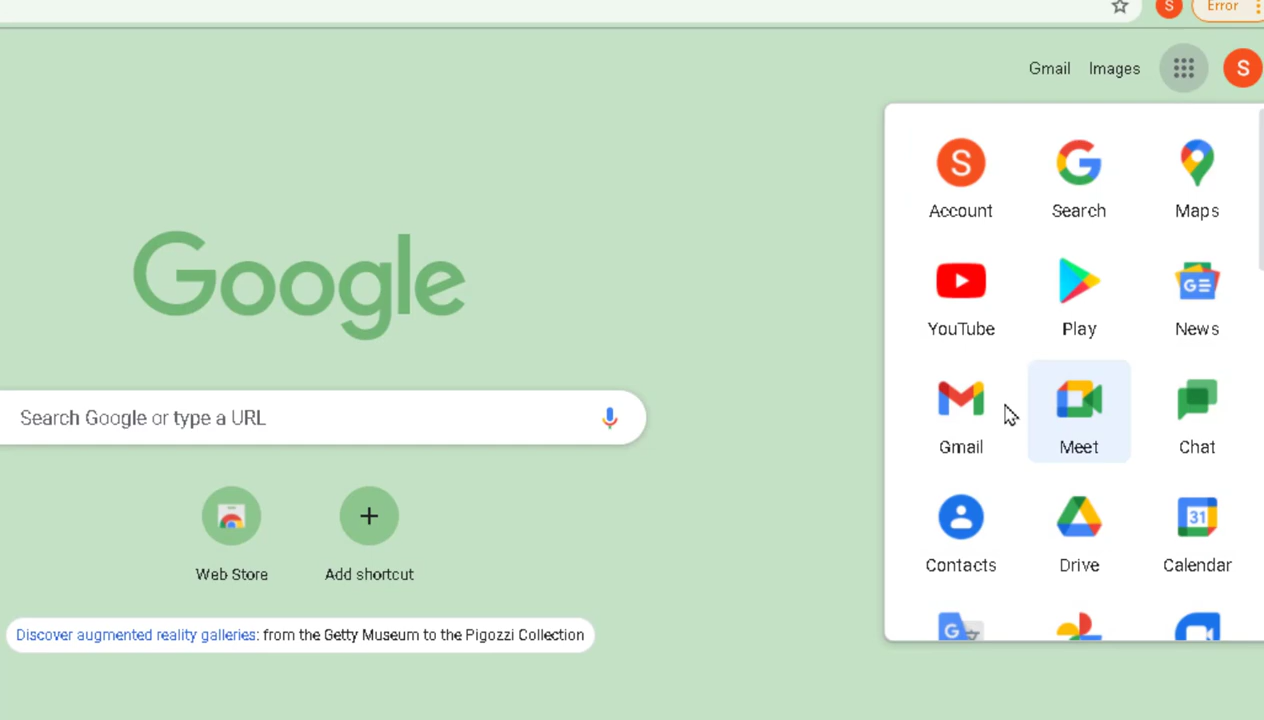 S Error
Gmail Images S
S
Account Search Maps
YouTube Play News
Gmail Meet Chat
31
Contacts Drive Calendar
Google
Search Google or type a URL
Web Store Add shortcut
Discover augmented reality galleries: from the Getty Museum to the Pigozzi Collection